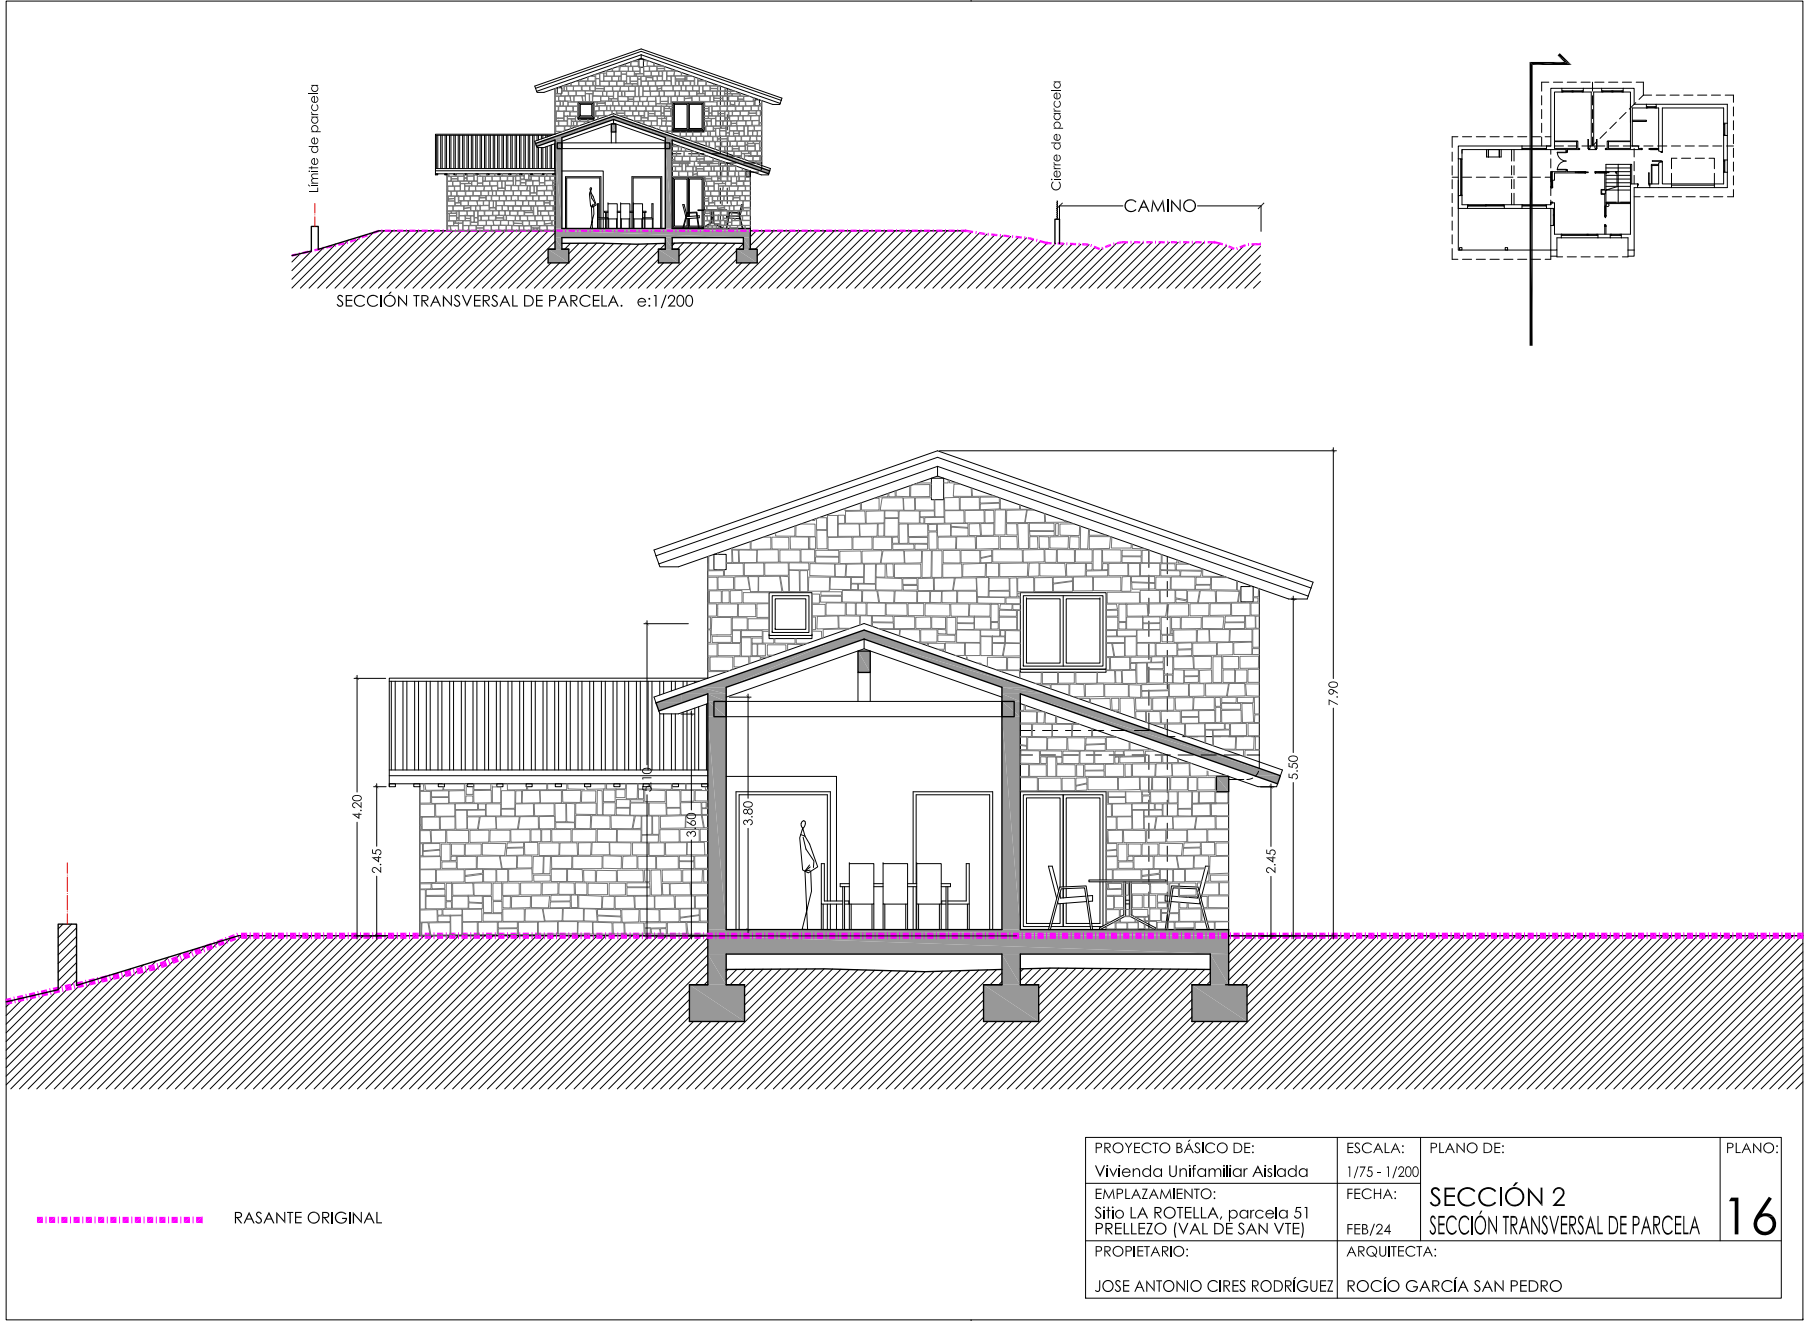 Límite de parcela
Cierre de parcela
CAMINO
SECCIÓN TRANSVERSAL DE PARCELA. e:1/200
7.90
5.50
5.10
4.20
3.80
3.60
2.45
2.45
RASANTE ORIGINAL
PROYECTO BÁSICO DE:
Vivienda Unifamiliar Aislada
ESCALA:
1/75 - 1/200
PLANO DE:
SECCIÓN 2
SECCIÓN TRANSVERSAL DE PARCELA
PLANO:
16
EMPLAZAMIENTO:
Sitio LA ROTELLA, parcela 51
PRELLEZO (VAL DE SAN VTE)
FECHA:
FEB/24
PROPIETARIO:
JOSE ANTONIO CIRES RODRÍGUEZ
ARQUITECTA:
ROCÍO GARCÍA SAN PEDRO